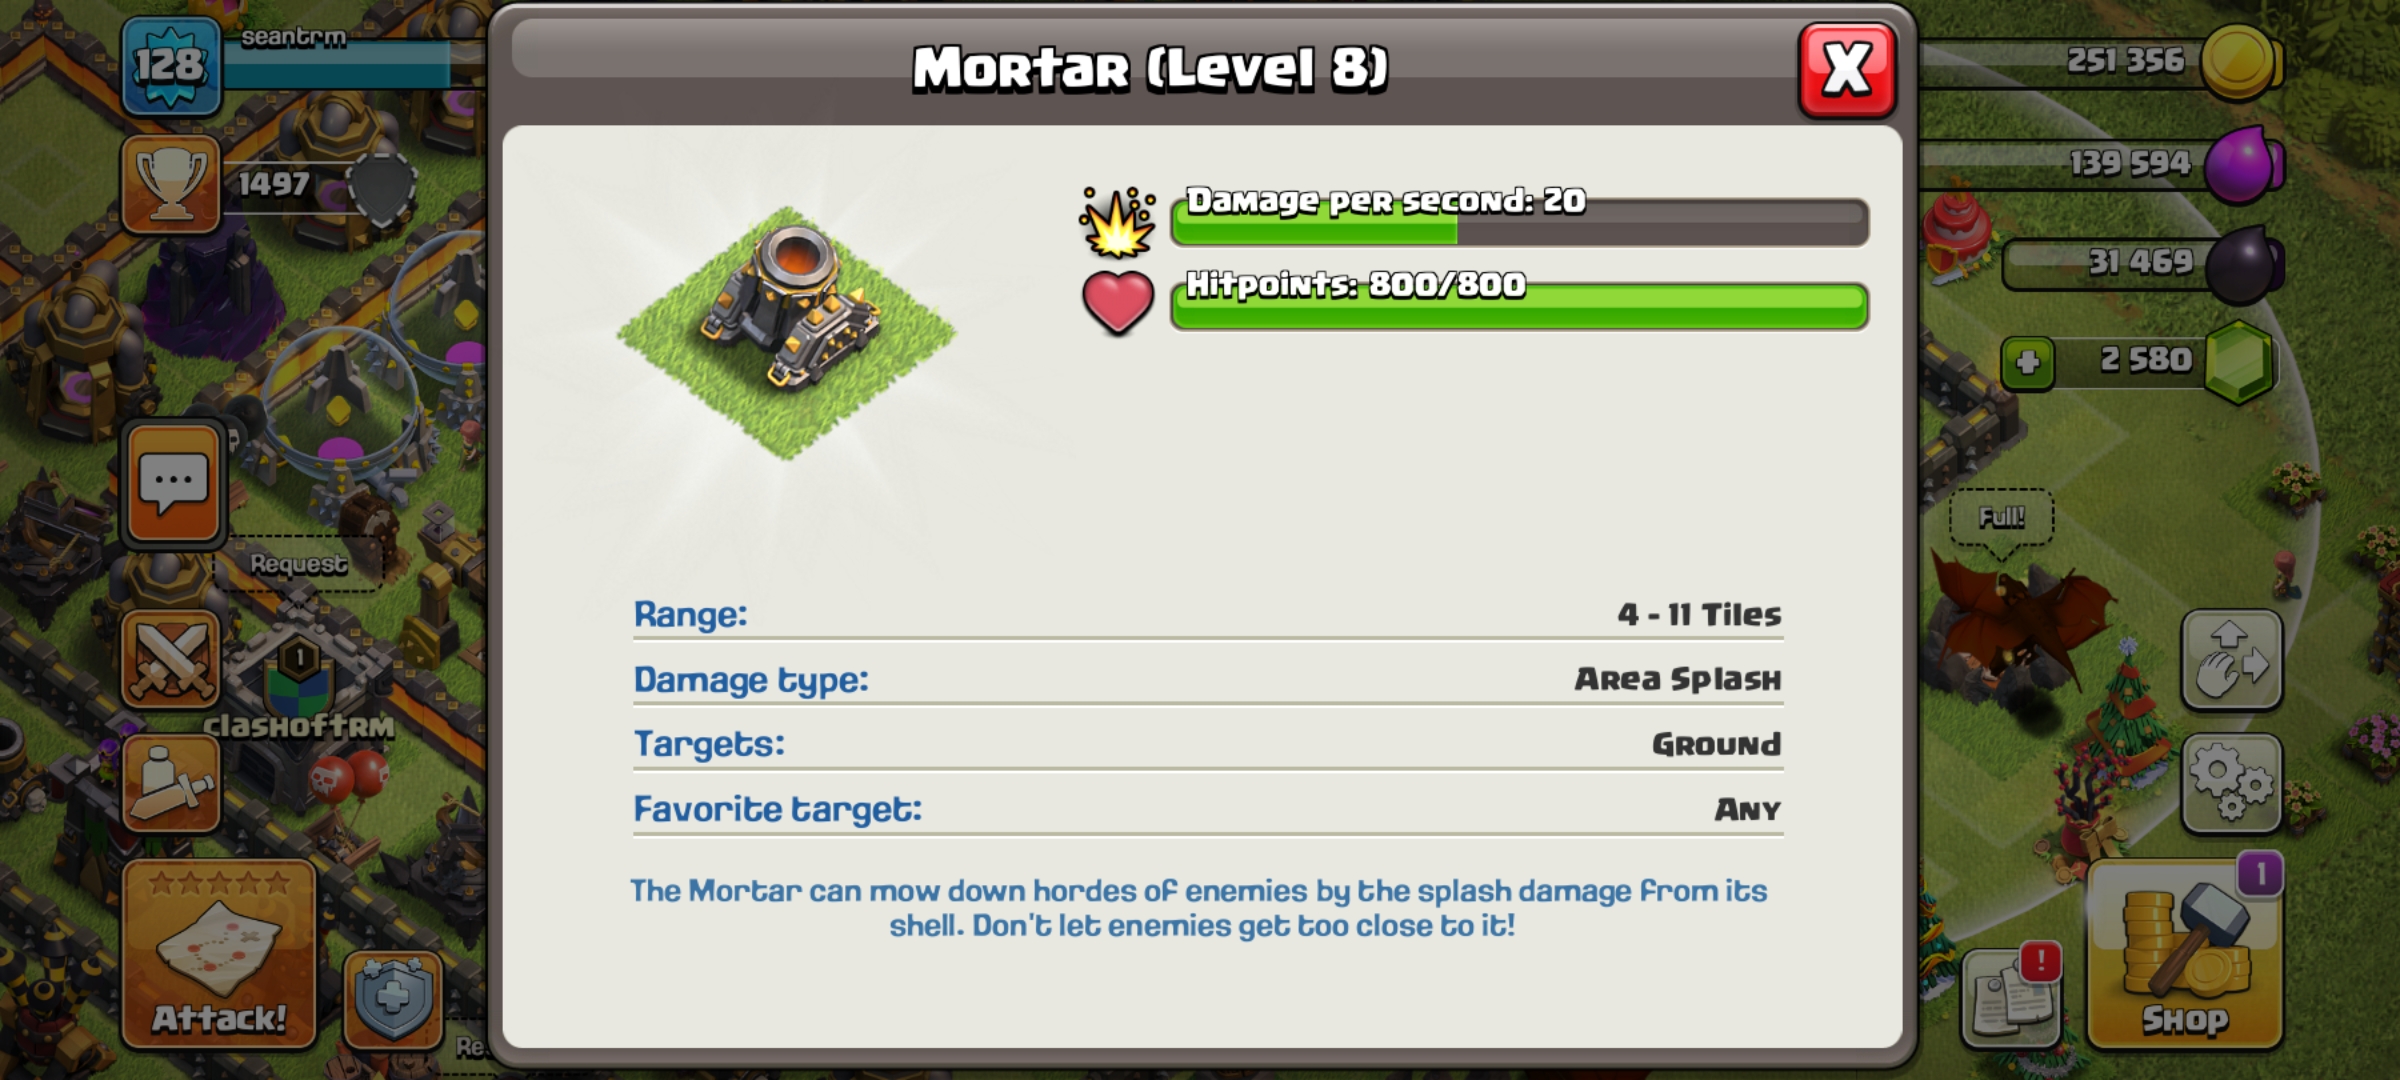 128
seantrm
1497
Request
1
clashoftRM
Attack!
Mortar (Level 8)
X
Damage per second: 20
Hitpoints: 800/800
Range:
4 - 11 Tiles
Damage type:
Area Splash
Targets:
Ground
Favorite target:
Any
The Mortar can mow down hordes of enemies by the splash damage from its
shell. Don't let enemies get too close to it!
251 356
139 594
31 469
2 580
Full!
1
!
Shop